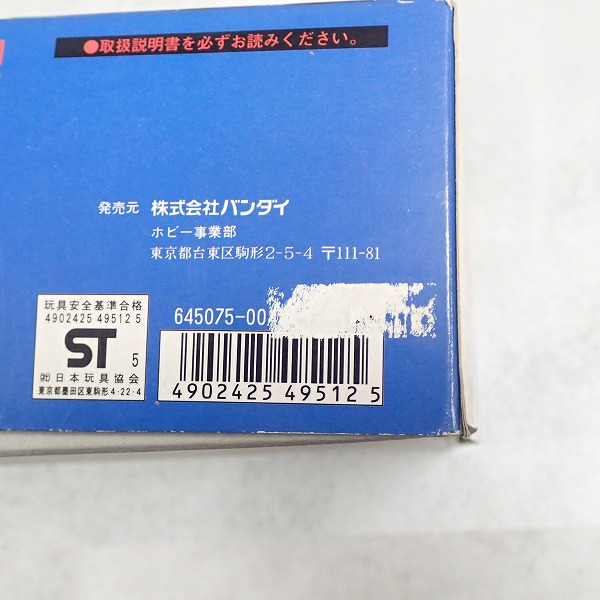 ●取扱説明書を必ずお読みください。
発売元 株式会社バンダイ
ホビー事業部
東京都台東区駒形2-5-4 〒111-81
玩具安全基準合格
4902425 49512 5
ST 5
(社)日本玩具協会
東京都墨田区東駒形4-22-4
645075-00
4902425 495125